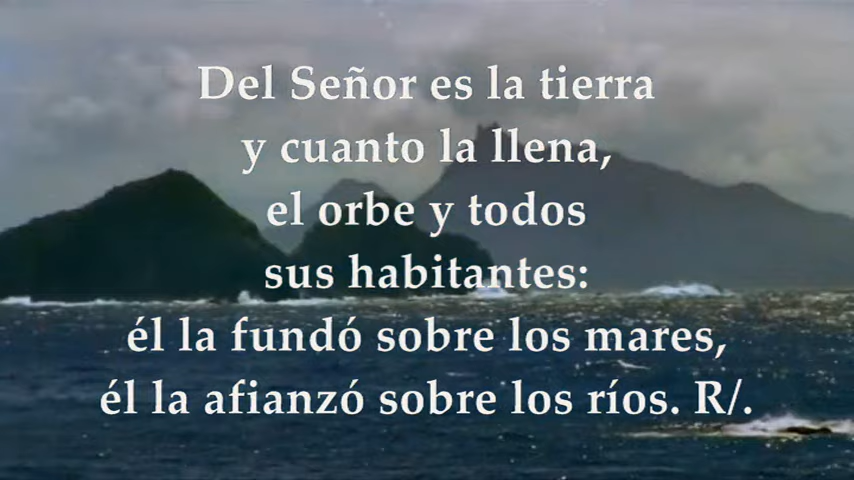 Del Señor es la tierra
y cuanto la llena,
el orbe y todos
sus habitantes:
él la fundó sobre los mares,
él la afianzó sobre los ríos. R/.